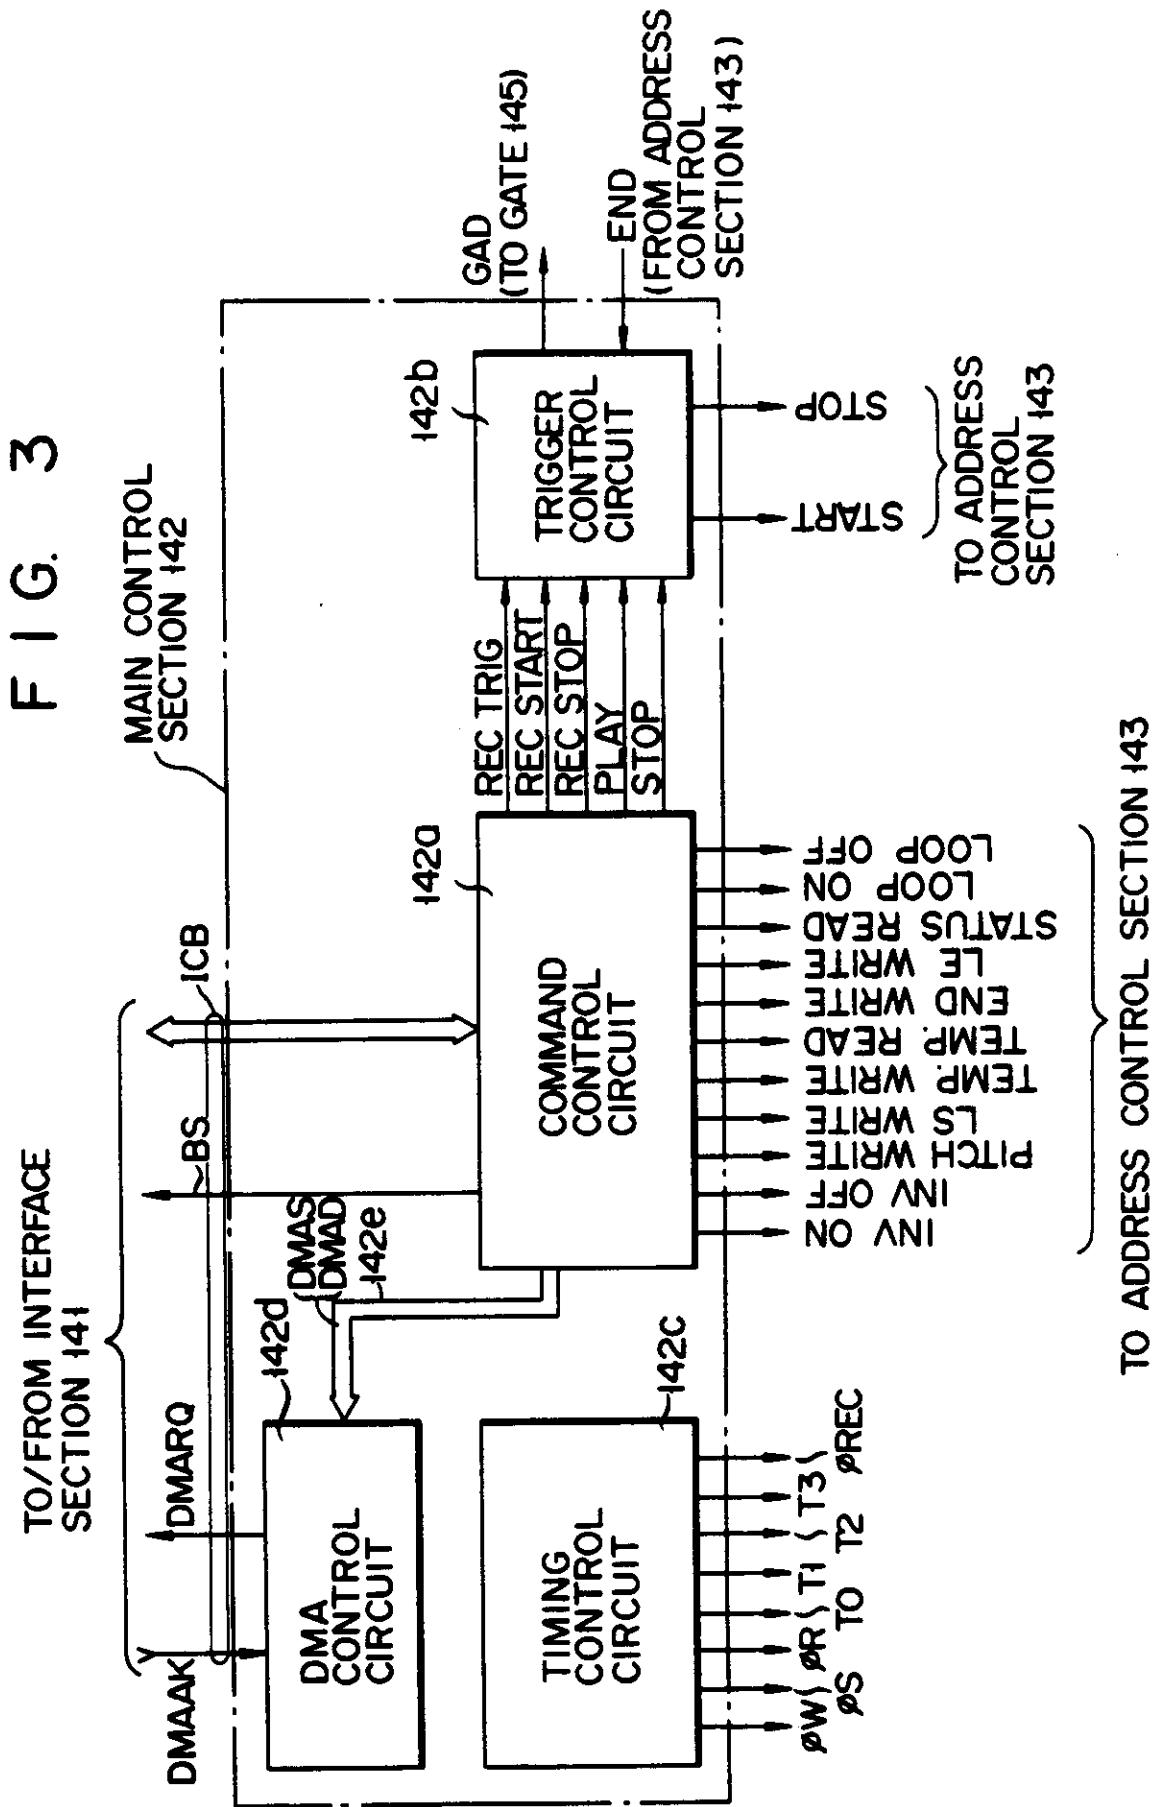 FIG. 3
TO/FROM INTERFACE
SECTION 141
MAIN CONTROL
SECTION 142
DMAAK
DMARQ
BS
ICB
142d
DMAS
DMAD
142e
142a
142b
GAD
(TO GATE 145)
DMA
CONTROL
CIRCUIT
142C
TIMING
CONTROL
CIRCUIT
COMMAND
CONTROL
CIRCUIT
REC TRIG
REC START
REC STOP
PLAY
STOP
TRIGGER
CONTROL
CIRCUIT
END
(FROM ADDRESS
CONTROL
SECTION 143)
ØW
ØS
ØR
TO
T1
T2
T3
ØREC
INV ON
INV OFF
PITCH WRITE
LS WRITE
TEMP. WRITE
TEMP. READ
END WRITE
LE WRITE
STATUS READ
LOOP ON
LOOP OFF
START
STOP
TO ADDRESS
CONTROL
SECTION 143
TO ADDRESS CONTROL SECTION 143